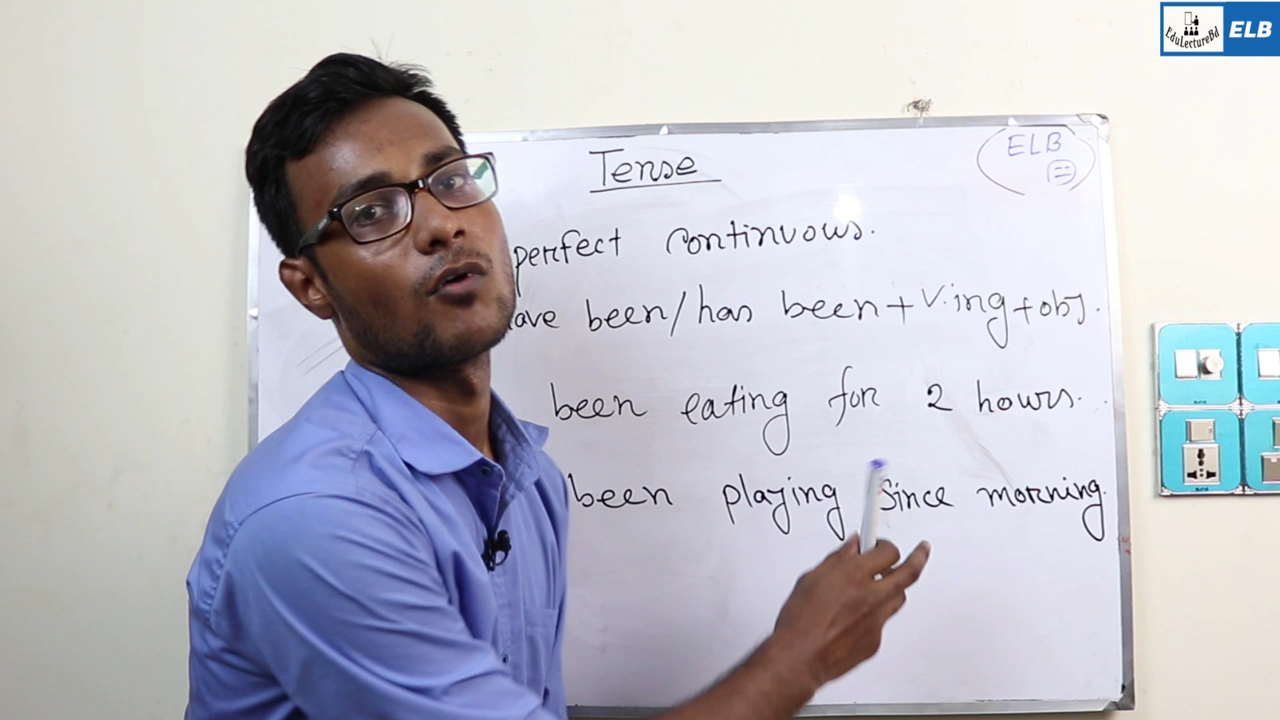 EduLectureBd ELB
ELB
Tense
perfect continuous.
have been/has been + V.ing + obj.
been eating for 2 hours.
been playing since morning.